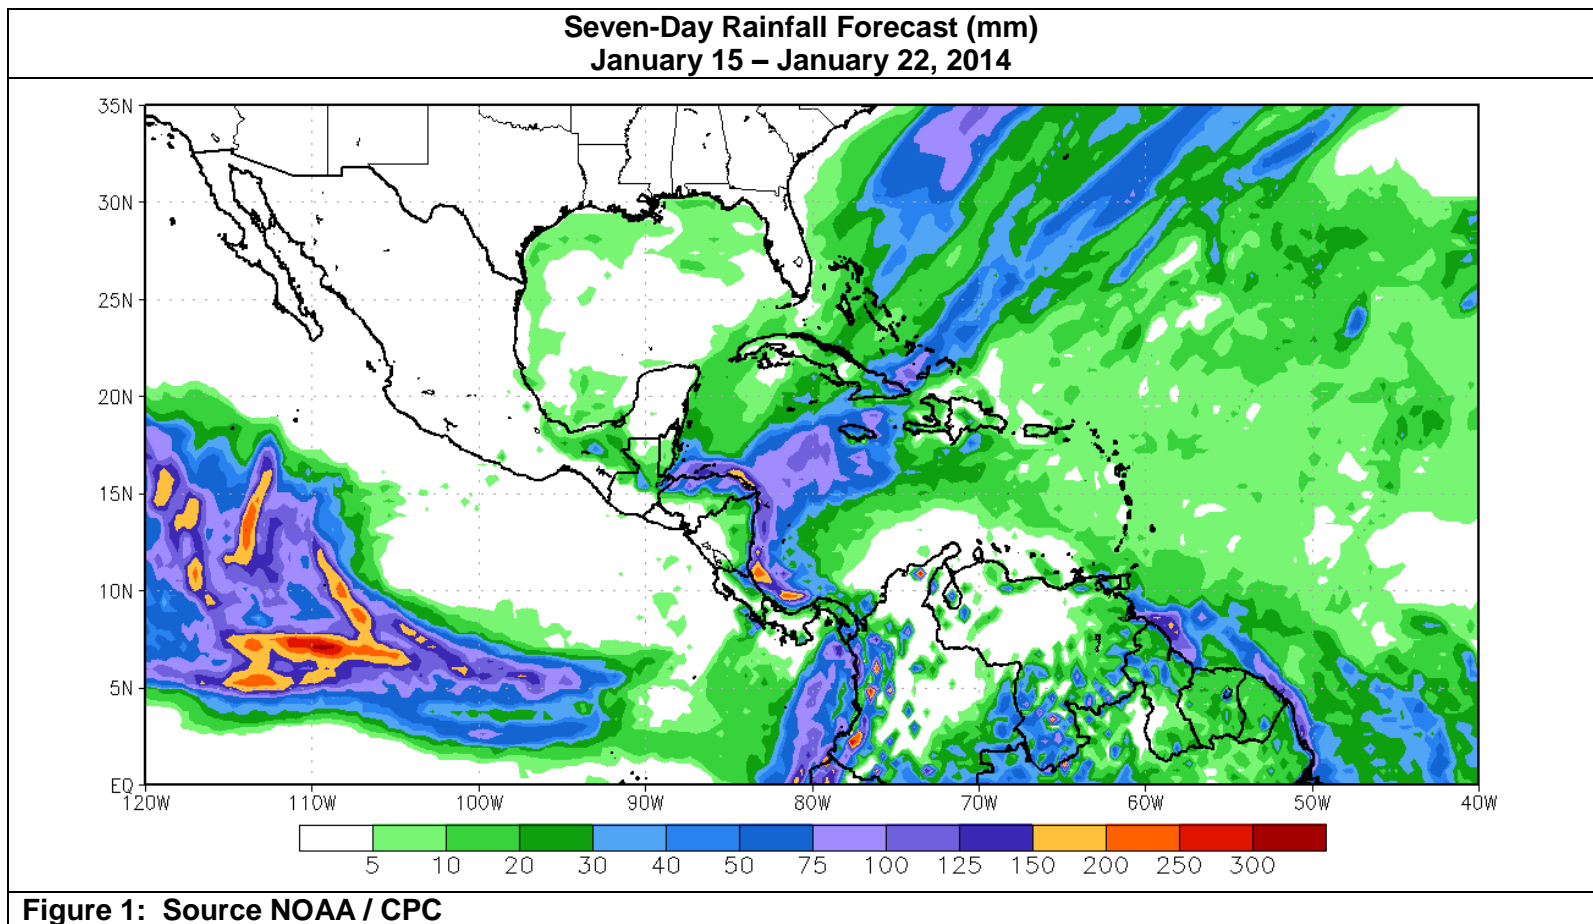 Seven-Day Rainfall Forecast (mm)
January 15 – January 22, 2014
35N
30N
25N
20N
15N
10N
5N
EQ
120W 110W 100W 90W 80W 70W 60W 50W 40W
5 10 20 30 40 50 75 100 125 150 200 250 300
Figure 1: Source NOAA / CPC